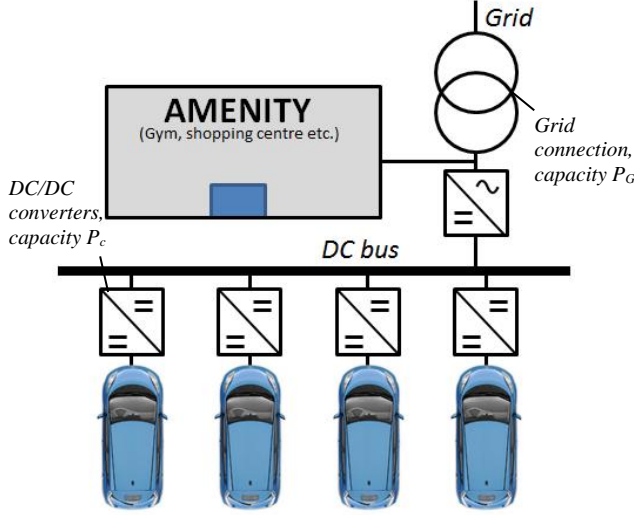 Grid
AMENITY
(Gym, shopping centre etc.)
Grid
connection,
capacity P_G
DC/DC
converters,
capacity P_c
DC bus